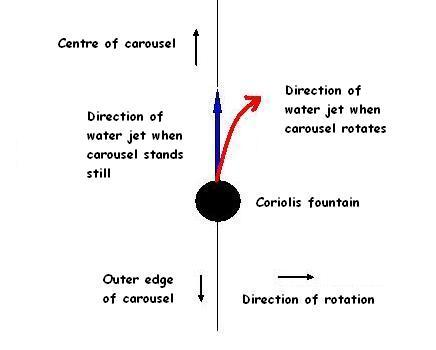 Centre of carousel
Direction of
water jet when
carousel rotates
Direction of
water jet when
carousel stands
still
Coriolis fountain
Outer edge
of carousel
Direction of rotation